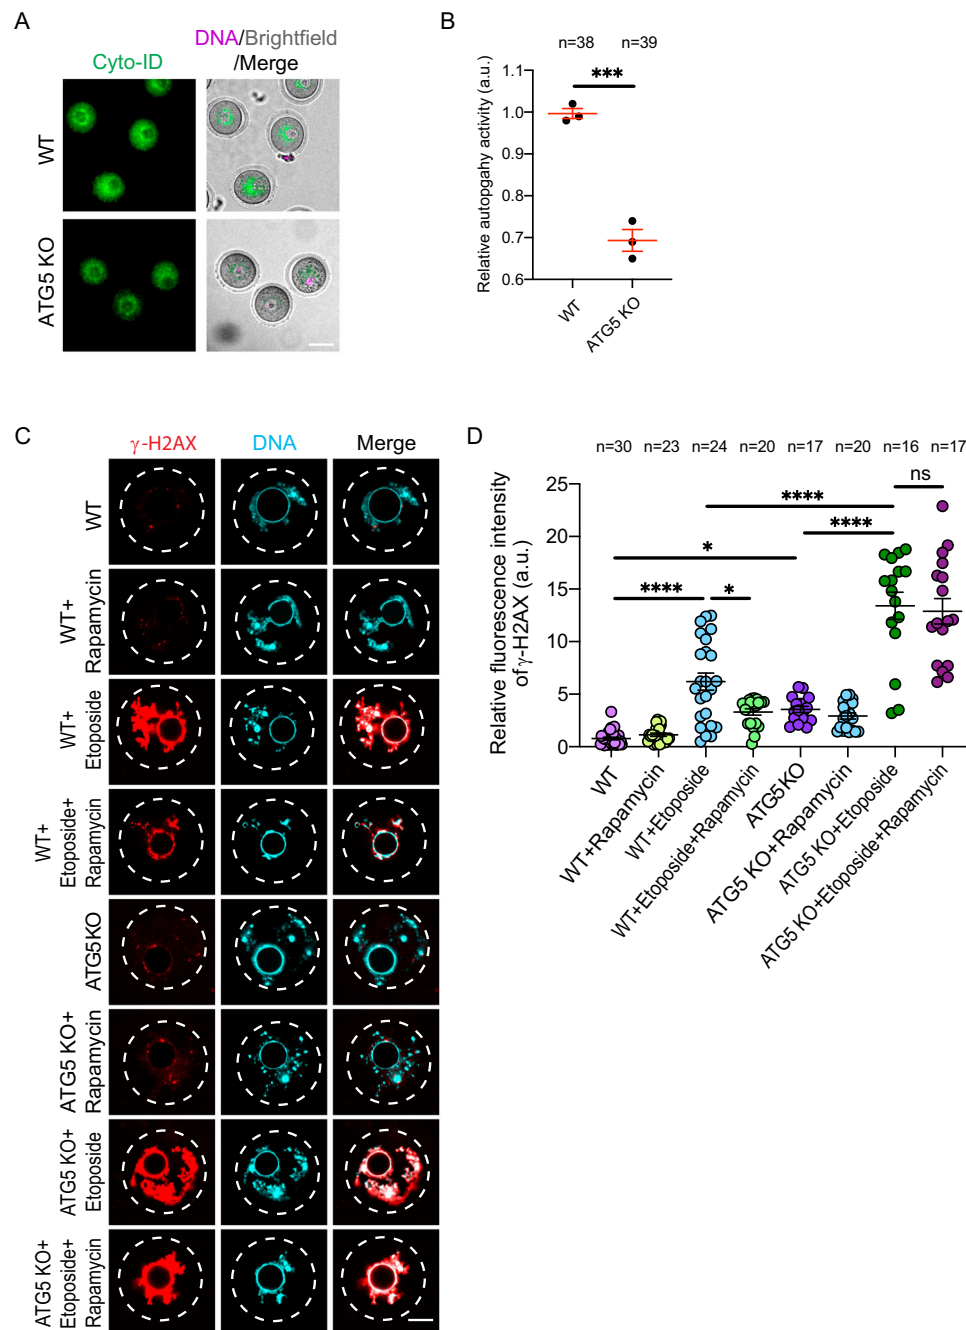 A
DNA/Brightfield
Cyto-ID
/Merge
WT
ATG5 KO
B
n=38 n=39
***
Relative autopgahy activity (a.u.)
1.1
1.0
0.9
0.8
0.7
0.6
WT
ATG5 KO
C
γ-H2AX DNA Merge
WT
WT+
Rapamycin
WT+
Etoposide
WT+
Etoposide+
Rapamycin
ATG5KO
ATG5 KO+
Rapamycin
ATG5 KO+
Etoposide
ATG5 KO+
Etoposide+
Rapamycin
D
n=30 n=23 n=24 n=20 n=17 n=20 n=16 n=17
ns
****
****
*
**** *
Relative fluorescence intensity
of γ-H2AX (a.u.)
25
20
15
10
5
0
WT
WT+Rapamycin
WT+Etoposide
WT+Etoposide+Rapamycin
ATG5KO
ATG5 KO+Rapamycin
ATG5 KO+Etoposide
ATG5 KO+Etoposide+Rapamycin